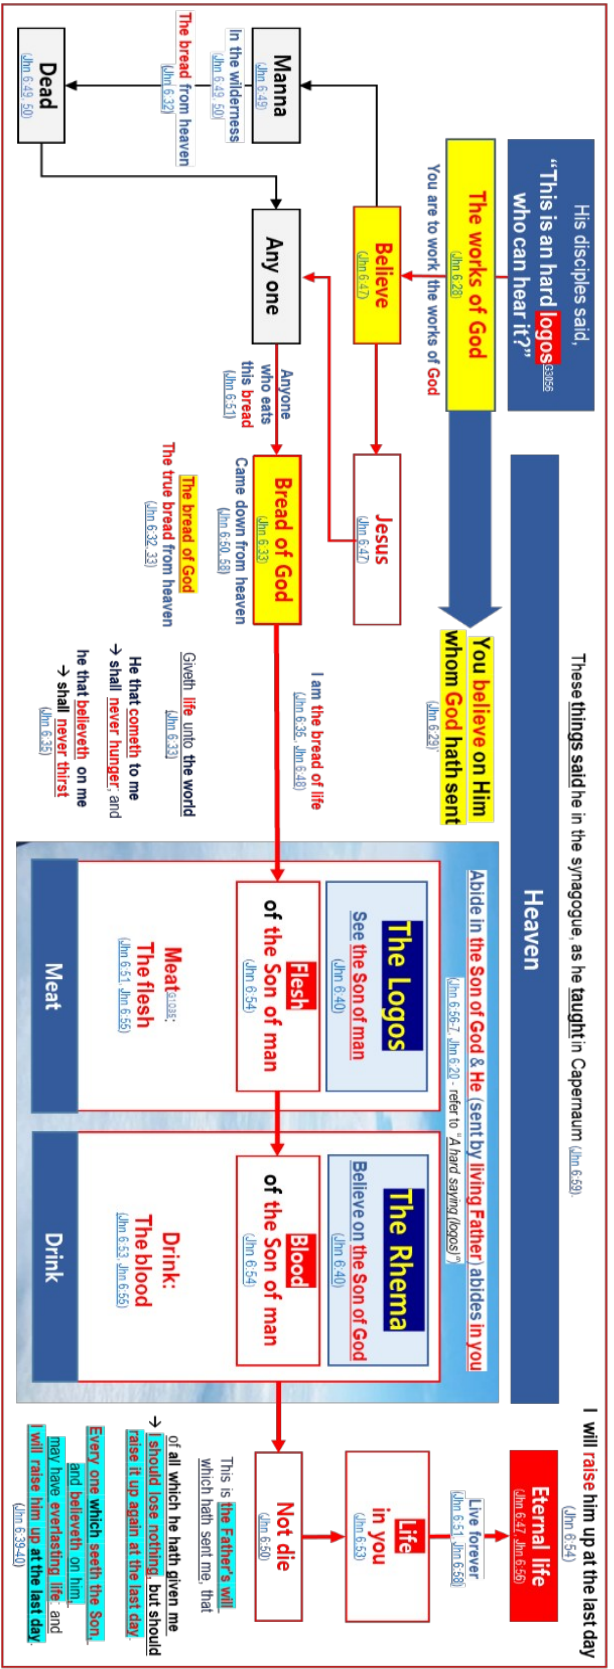 These things said he in the synagogue, as he taught in Capernaum (Jhn 6:59).
I will raise him up at the last day
(Jhn 6:54)
His disciples said,
“This is an hard logosG3056
who can hear it?”
Heaven
Eternal life
(Jhn 6:47, Jhn 6:56)
The works of God
(Jhn 6:28)
You are to work the works of God
You believe on Him
whom God hath sent
(Jhn 6:29)
Abide in the Son of God & He (sent by living Father) abides in you
(Jhn 6:56-7, Jhn 6:20 - refer to “A hard saying (logos)”)
Live forever
(Jhn 6:51, Jhn 6:58)
Believe
(Jhn 6:47)
Jesus
(Jhn 6:47)
The Logos
See the Son of man
(Jhn 6:40)
The Rhema
Believe on the Son of God
(Jhn 6:40)
Life
in you
(Jhn 6:53)
I am the bread of life
(Jhn 6:35, Jhn 6:48)
Manna
(Jhn 6:49)
In the wilderness
(Jhn 6:49, 50)
The bread from heaven
(Jhn 6:32)
Dead
(Jhn 6:49, 50)
Any one
Anyone
who eats
this bread
(Jhn 6:51)
Bread of God
(Jhn 6:33)
Came down from heaven
(Jhn 6:50, 58)
The bread of God
The true bread from heaven
(Jhn 6:32, 33)
Flesh
of the Son of man
(Jhn 6:54)
Blood
of the Son of man
(Jhn 6:54)
Not die
(Jhn 6:50)
Giveth life unto the world
(Jhn 6:33)
He that cometh to me
→ shall never hunger; and
he that believeth on me
→ shall never thirst
(Jhn 6:35)
MeatG1035:
The flesh
(Jhn 6:51, Jhn 6:55)
Meat
Drink:
The blood
(Jhn 6:53, Jhn 6:55)
Drink
This is the Father's will
which hath sent me, that
of all which he hath given me
→ I should lose nothing, but should
raise it up again at the last day.
Every one which seeth the Son,
and believeth on him,
may have everlasting life: and
I will raise him up at the last day.
(Jhn 6:39-40)